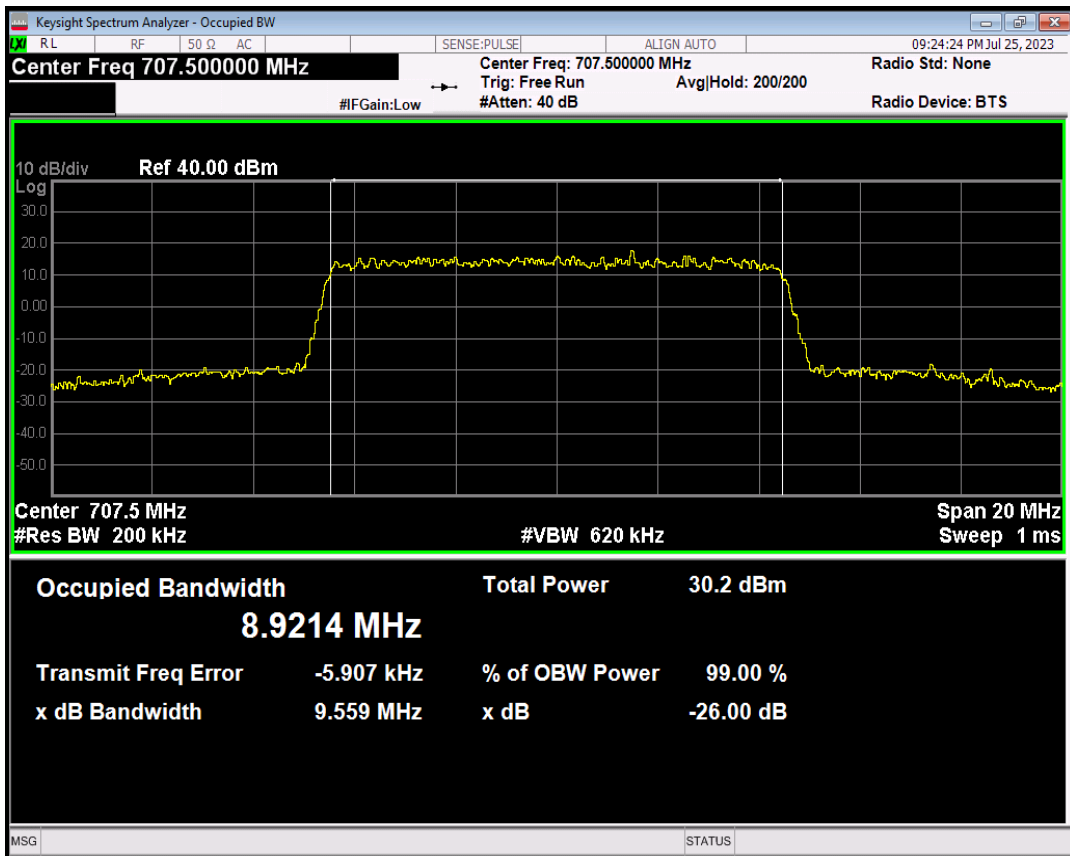 Keysight Spectrum Analyzer - Occupied BW
LXI RL RF 50 Ω AC SENSE:PULSE ALIGN AUTO 09:24:24 PM Jul 25, 2023
Center Freq 707.500000 MHz Center Freq: 707.500000 MHz Radio Std: None
Trig: Free Run Avg|Hold: 200/200
#IFGain:Low #Atten: 40 dB Radio Device: BTS
10 dB/div Ref 40.00 dBm
Log
30.0
20.0
10.0
0.00
-10.0
-20.0
-30.0
-40.0
-50.0
Center 707.5 MHz Span 20 MHz
#Res BW 200 kHz #VBW 620 kHz Sweep 1 ms
Occupied Bandwidth Total Power 30.2 dBm
8.9214 MHz
Transmit Freq Error -5.907 kHz % of OBW Power 99.00 %
x dB Bandwidth 9.559 MHz x dB -26.00 dB
MSG STATUS